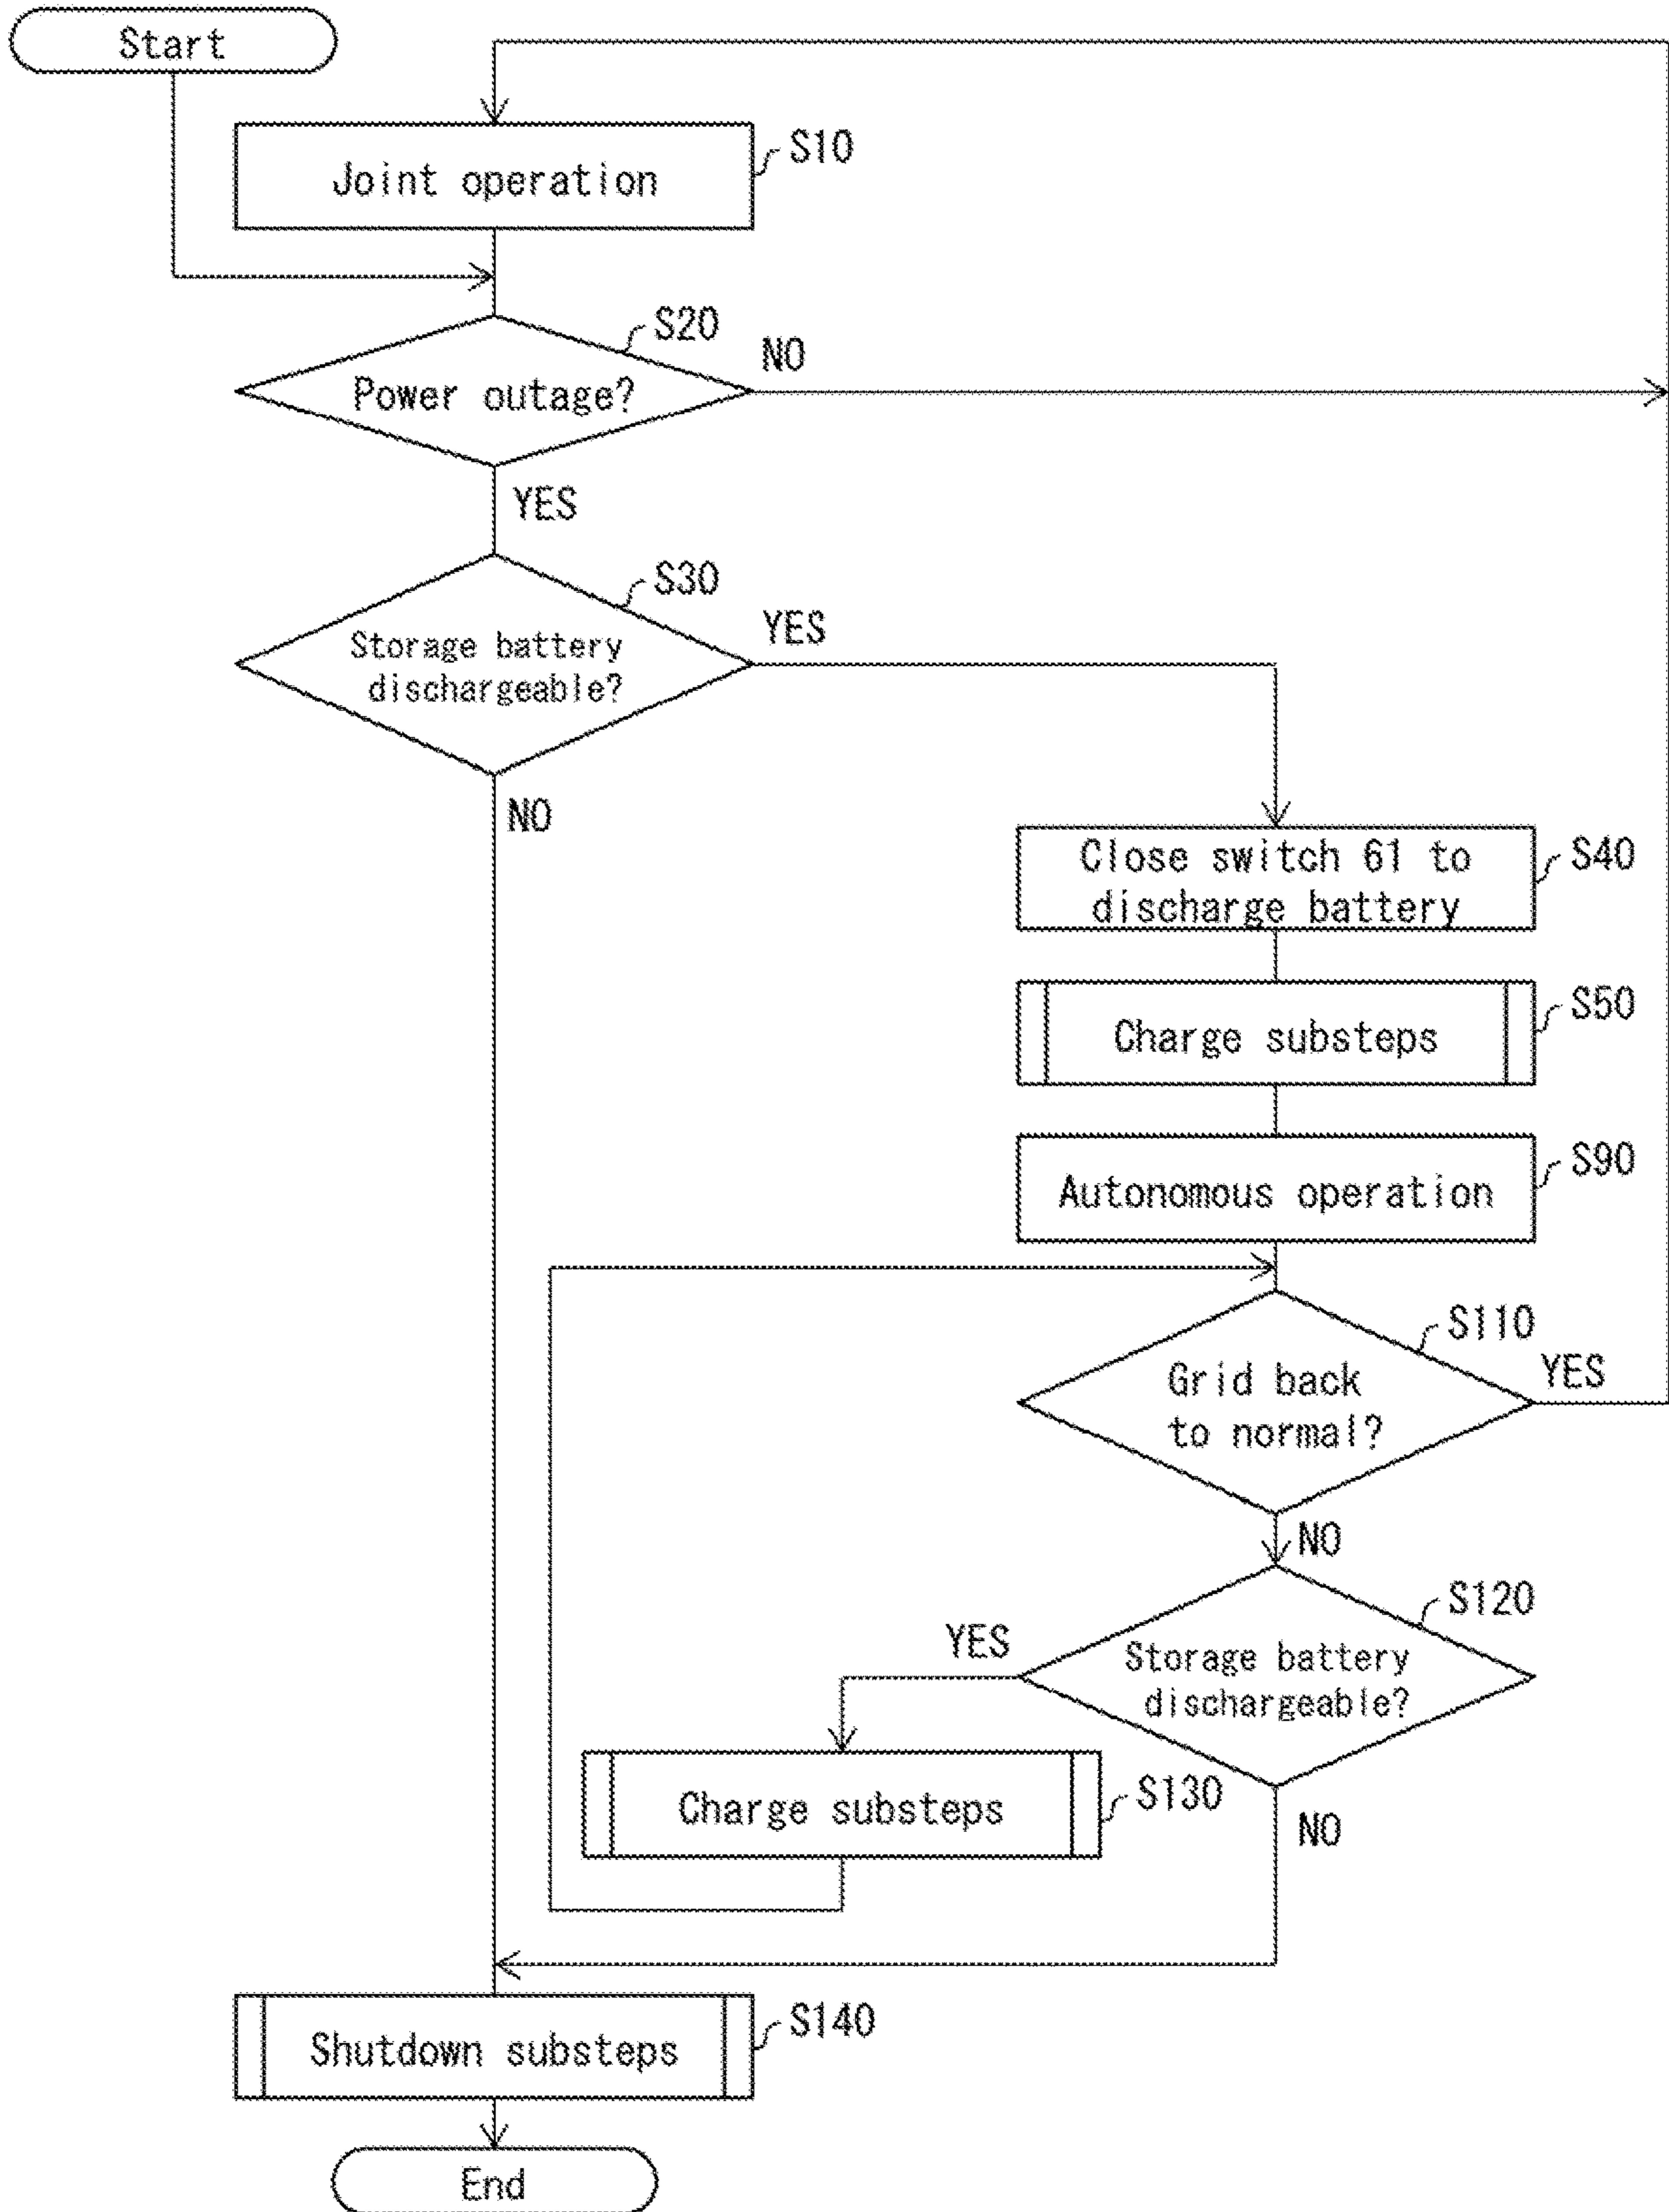 Start
Joint operation
S10
S20
Power outage?
NO
YES
S30
Storage battery
dischargeable?
YES
NO
Close switch 61 to
discharge battery
S40
Charge substeps
S50
Autonomous operation
S90
S110
Grid back
to normal?
YES
NO
S120
Storage battery
dischargeable?
YES
Charge substeps
S130
NO
Shutdown substeps
S140
End